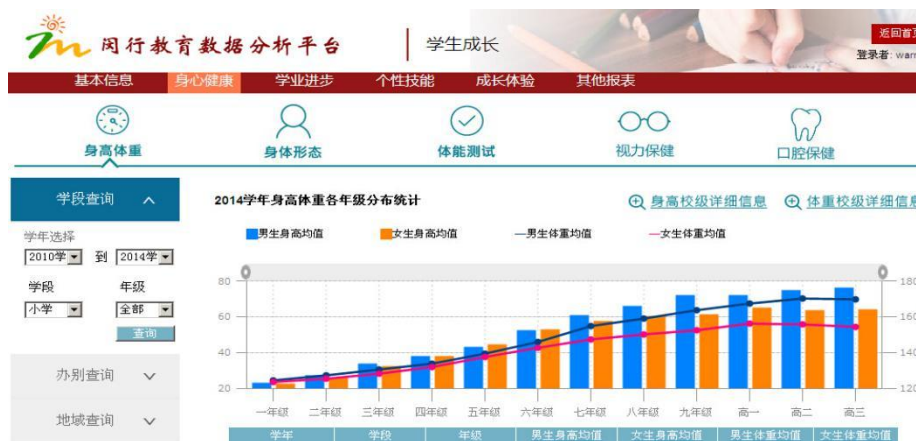 闵行教育数据分析平台
学生成长
返回首页
登录者:warr
基本信息 身心健康 学业进步 个性技能 成长体验 其他报表
身高体重 身体形态 体能测试 视力保健 口腔保健
学段查询
学年选择
2010学 到 2014学
学段 年级
小学 全部
查询
办别查询
地域查询
2014学年身高体重各年级分布统计
身高校级详细信息 体重校级详细信息
男生身高均值 女生身高均值 男生体重均值 女生体重均值
80 180
60 160
40 140
20 120
一年级 二年级 三年级 四年级 五年级 六年级 七年级 八年级 九年级 高一 高二 高三
学年 学段 年级 男生身高均值 女生身高均值 男生体重均值 女生体重均值